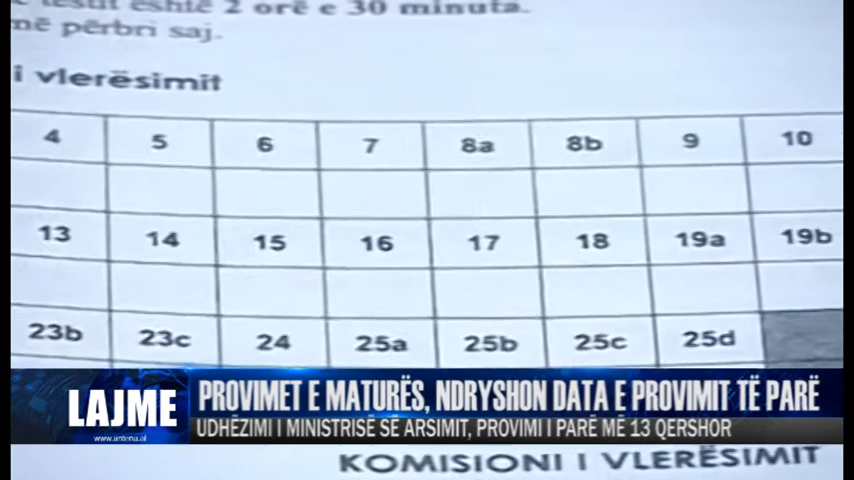 testit është 2 orë e 30 minuta.
më përbri saj.
i vlerësimit
4 5 6 7 8a 8b 9 10
13 14 15 16 17 18 19a 19b
23b 23c 24 25a 25b 25c 25d
LAJME
www.antena.al
PROVIMET E MATURËS, NDRYSHON DATA E PROVIMIT TË PARË
UDHËZIMI I MINISTRISË SË ARSIMIT, PROVIMI I PARË MË 13 QERSHOR
KOMISIONI I VLERËSIMIT